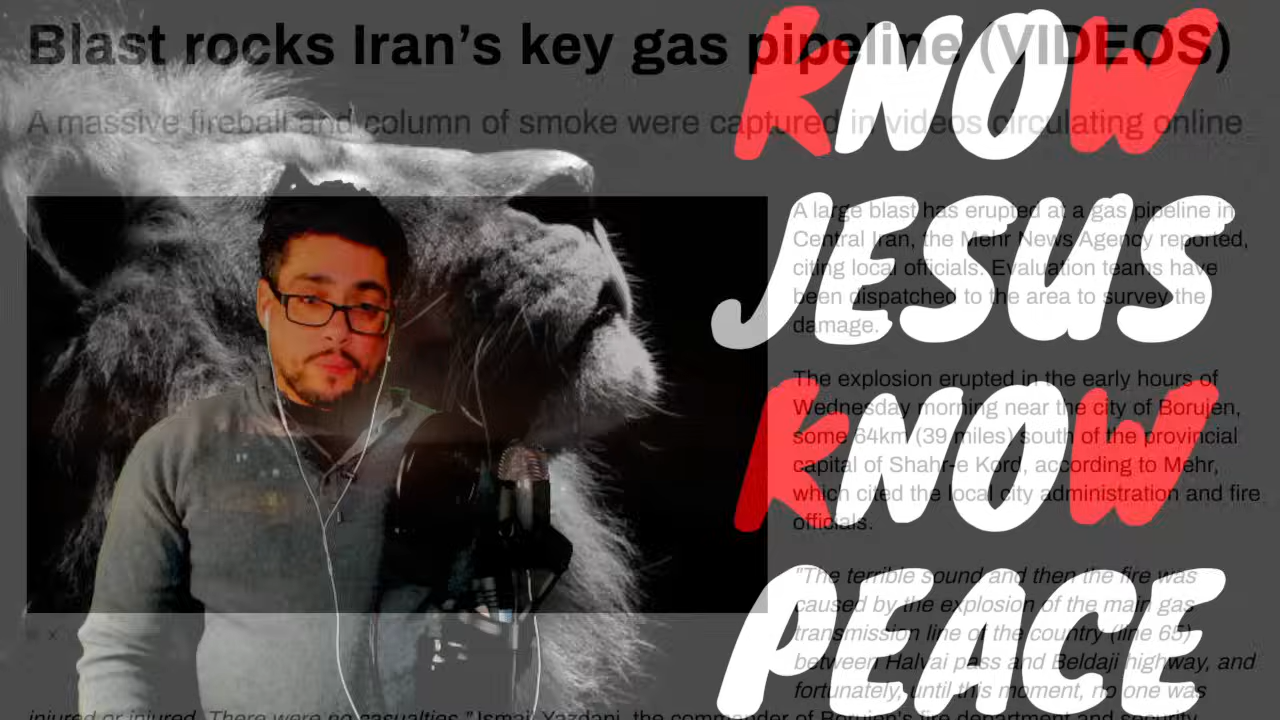 Blast rocks Iran's key gas pipeline (VIDEOS)
A massive fireball and column of smoke were captured in videos circulating online
KNOW
JESUS
KNOW
PEACE
A large blast has erupted at a gas pipeline in
Central Iran, the Mehr News Agency reported,
citing local officials. Evaluation teams have
been dispatched to the area to survey the
damage.
The explosion erupted in the early hours of
Wednesday morning near the city of Borujen,
some 64km (39 miles) south of the provincial
capital of Shahr-e Kord, according to Mehr,
which cited the local city administration and fire
officials.
"The terrible sound and then the fire was
caused by the explosion of the main gas
transmission line of the country (line 65)
between Halvai pass and Beldaji highway, and
fortunately, until this moment, no one was
injured or injured. There were no casualties," Ismail Yazdani, the commander of Borujen's fire department and security